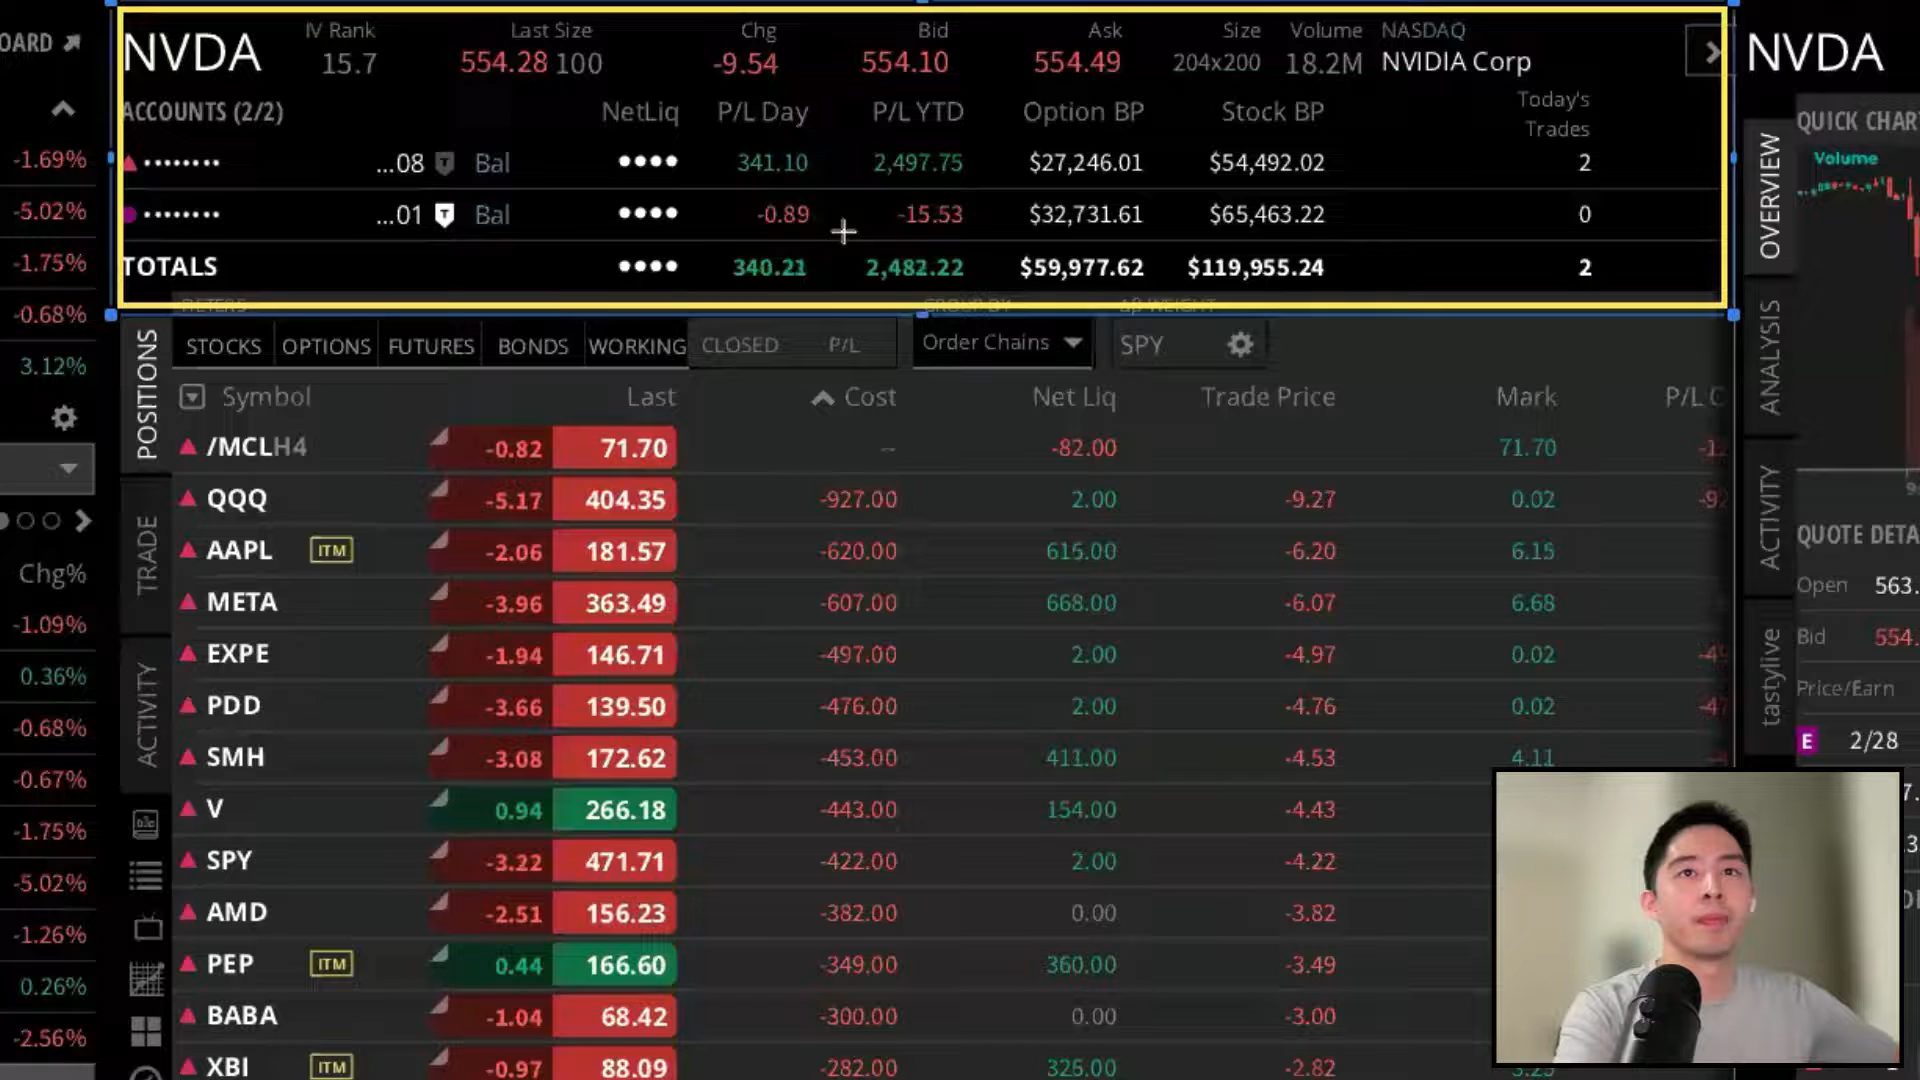 OARD
-1.69%
-5.02%
-1.75%
-0.68%
3.12%
Chg%
-1.09%
0.36%
-0.68%
-0.67%
-1.75%
-5.02%
-1.26%
0.26%
-2.56%
NVDA IV Rank Last Size Chg Bid Ask Size Volume NASDAQ
15.7 554.28 100 -9.54 554.10 554.49 204x200 18.2M NVIDIA Corp
ACCOUNTS (2/2) NetLiq P/L Day P/L YTD Option BP Stock BP Today's
Trades
•••••••• ...08 T Bal •••• 341.10 2,497.75 $27,246.01 $54,492.02 2
•••••••• ...01 T Bal •••• -0.89 -15.53 $32,731.61 $65,463.22 0
TOTALS •••• 340.21 2,482.22 $59,977.62 $119,955.24 2
POSITIONS
TRADE
ACTIVITY
STOCKS OPTIONS FUTURES BONDS WORKING CLOSED P/L Order Chains SPY
Symbol Last Cost Net Liq Trade Price Mark P/L
/MCLH4 -0.82 71.70 -- -82.00 71.70
QQQ -5.17 404.35 -927.00 2.00 -9.27 0.02
AAPL ITM -2.06 181.57 -620.00 615.00 -6.20 6.15
META -3.96 363.49 -607.00 668.00 -6.07 6.68
EXPE -1.94 146.71 -497.00 2.00 -4.97 0.02
PDD -3.66 139.50 -476.00 2.00 -4.76 0.02
SMH -3.08 172.62 -453.00 411.00 -4.53 4.11
V 0.94 266.18 -443.00 154.00 -4.43
SPY -3.22 471.71 -422.00 2.00 -4.22
AMD -2.51 156.23 -382.00 0.00 -3.82
PEP ITM 0.44 166.60 -349.00 360.00 -3.49
BABA -1.04 68.42 -300.00 0.00 -3.00
XBI ITM -0.97 88.09 -282.00 325.00 -2.82
NVDA
OVERVIEW
ANALYSIS
ACTIVITY
tastylive
QUICK CHAR
Volume
QUOTE DETA
Open 563.
Bid 554.
Price/Earn
E 2/28